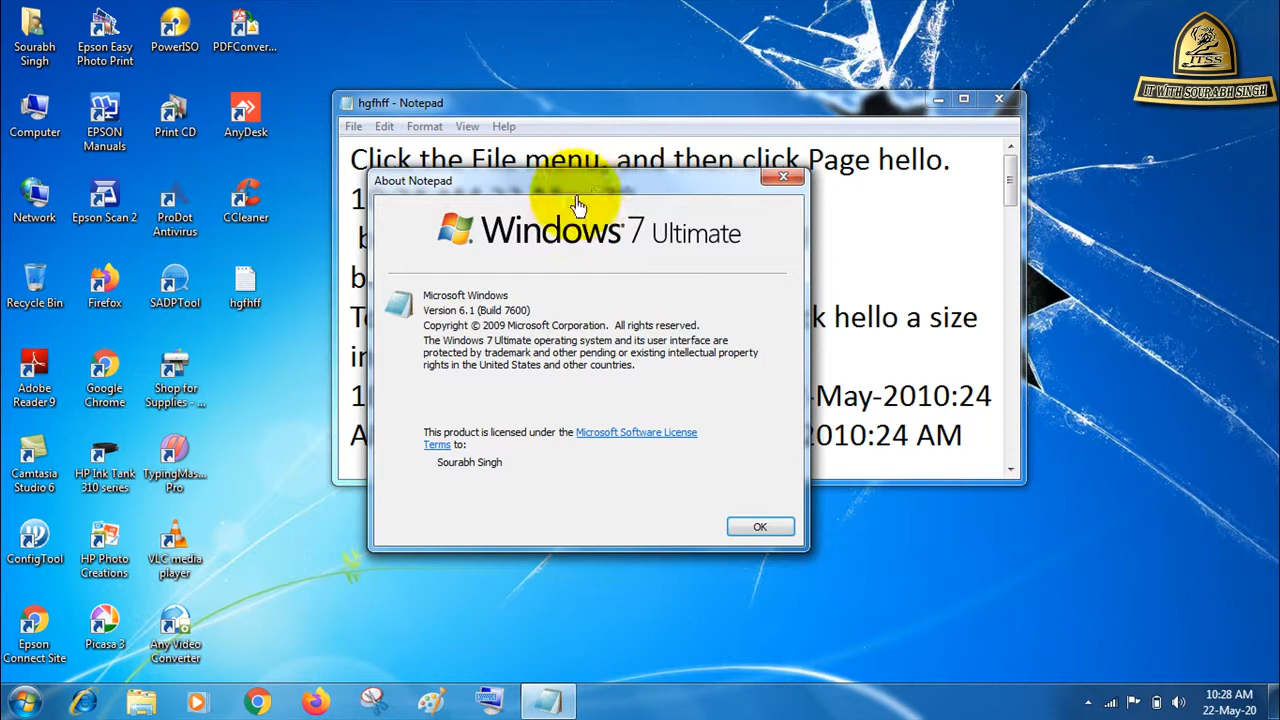 Sourabh
Singh
Epson Easy
Photo Print
PowerISO
PDFConver...
ITSS
IT WITH SOURABH SINGH
Computer
EPSON
Manuals
Print CD
AnyDesk
Network
Epson Scan 2
ProDot
Antivirus
CCleaner
Recycle Bin
Firefox
SADPTool
hgfhff
Adobe
Reader 9
Google
Chrome
Shop for
Supplies - ...
Camtasia
Studio 6
HP Ink Tank
310 series
TypingMas...
Pro
ConfigTool
HP Photo
Creations
VLC media
player
Epson
Connect Site
Picasa 3
Any Video
Converter
hgfhff - Notepad
File Edit Format View Help
Click the File menu, and then click Page hello.
k hello a size
-May-2010:24
2010:24 AM
About Notepad
Windows 7 Ultimate
Microsoft Windows
Version 6.1 (Build 7600)
Copyright © 2009 Microsoft Corporation. All rights reserved.
The Windows 7 Ultimate operating system and its user interface are
protected by trademark and other pending or existing intellectual property
rights in the United States and other countries.
This product is licensed under the Microsoft Software License
Terms to:
Sourabh Singh
OK
10:28 AM
22-May-20